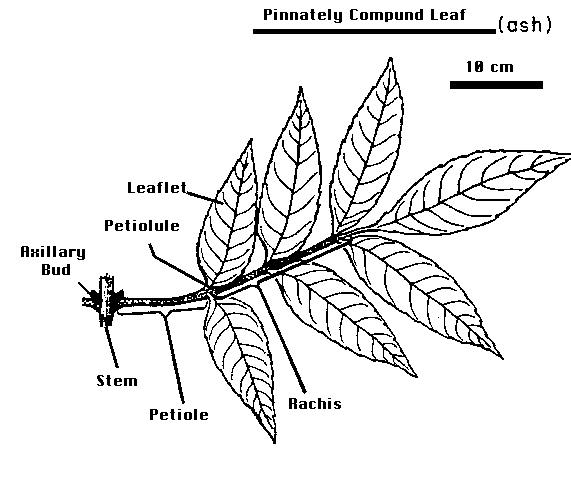 Pinnately Compund Leaf
(ash)
10 cm
Leaflet
Petiolule
Axillary
Bud
Stem
Petiole
Rachis